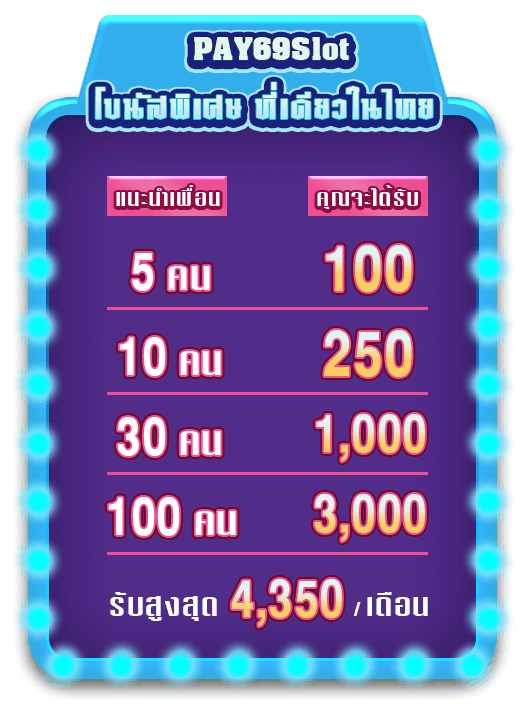 PAY69Slot
โบนัสพิเศษ ที่เดียวในไทย
แนะนำเพื่อน คุณจะได้รับ
5 คน 100
10 คน 250
30 คน 1,000
100 คน 3,000
รับสูงสุด 4,350 /เดือน